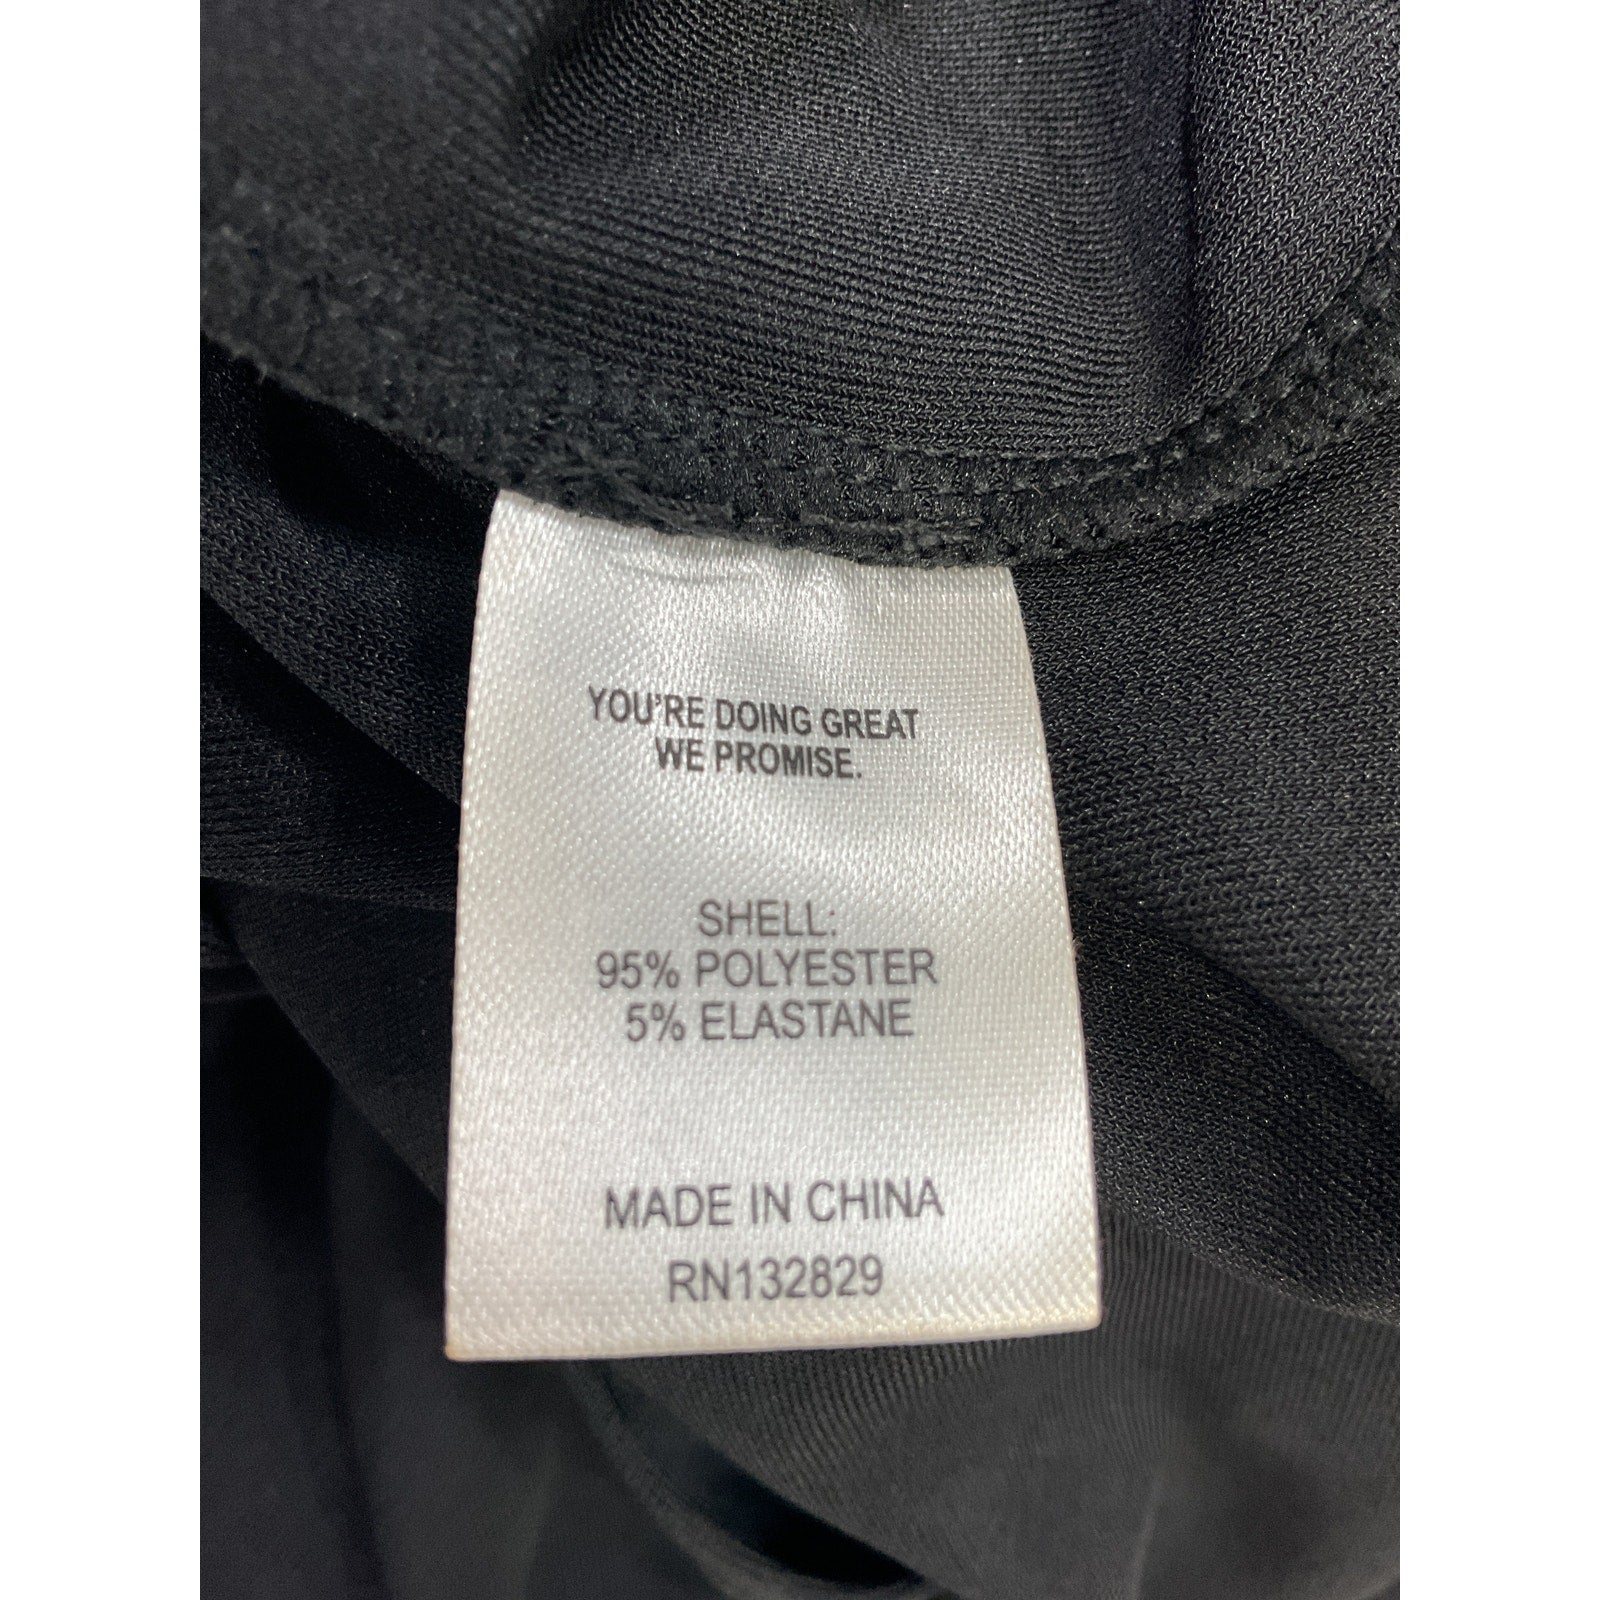 YOU'RE DOING GREAT
WE PROMISE.
SHELL:
95% POLYESTER
5% ELASTANE
MADE IN CHINA
RN132829